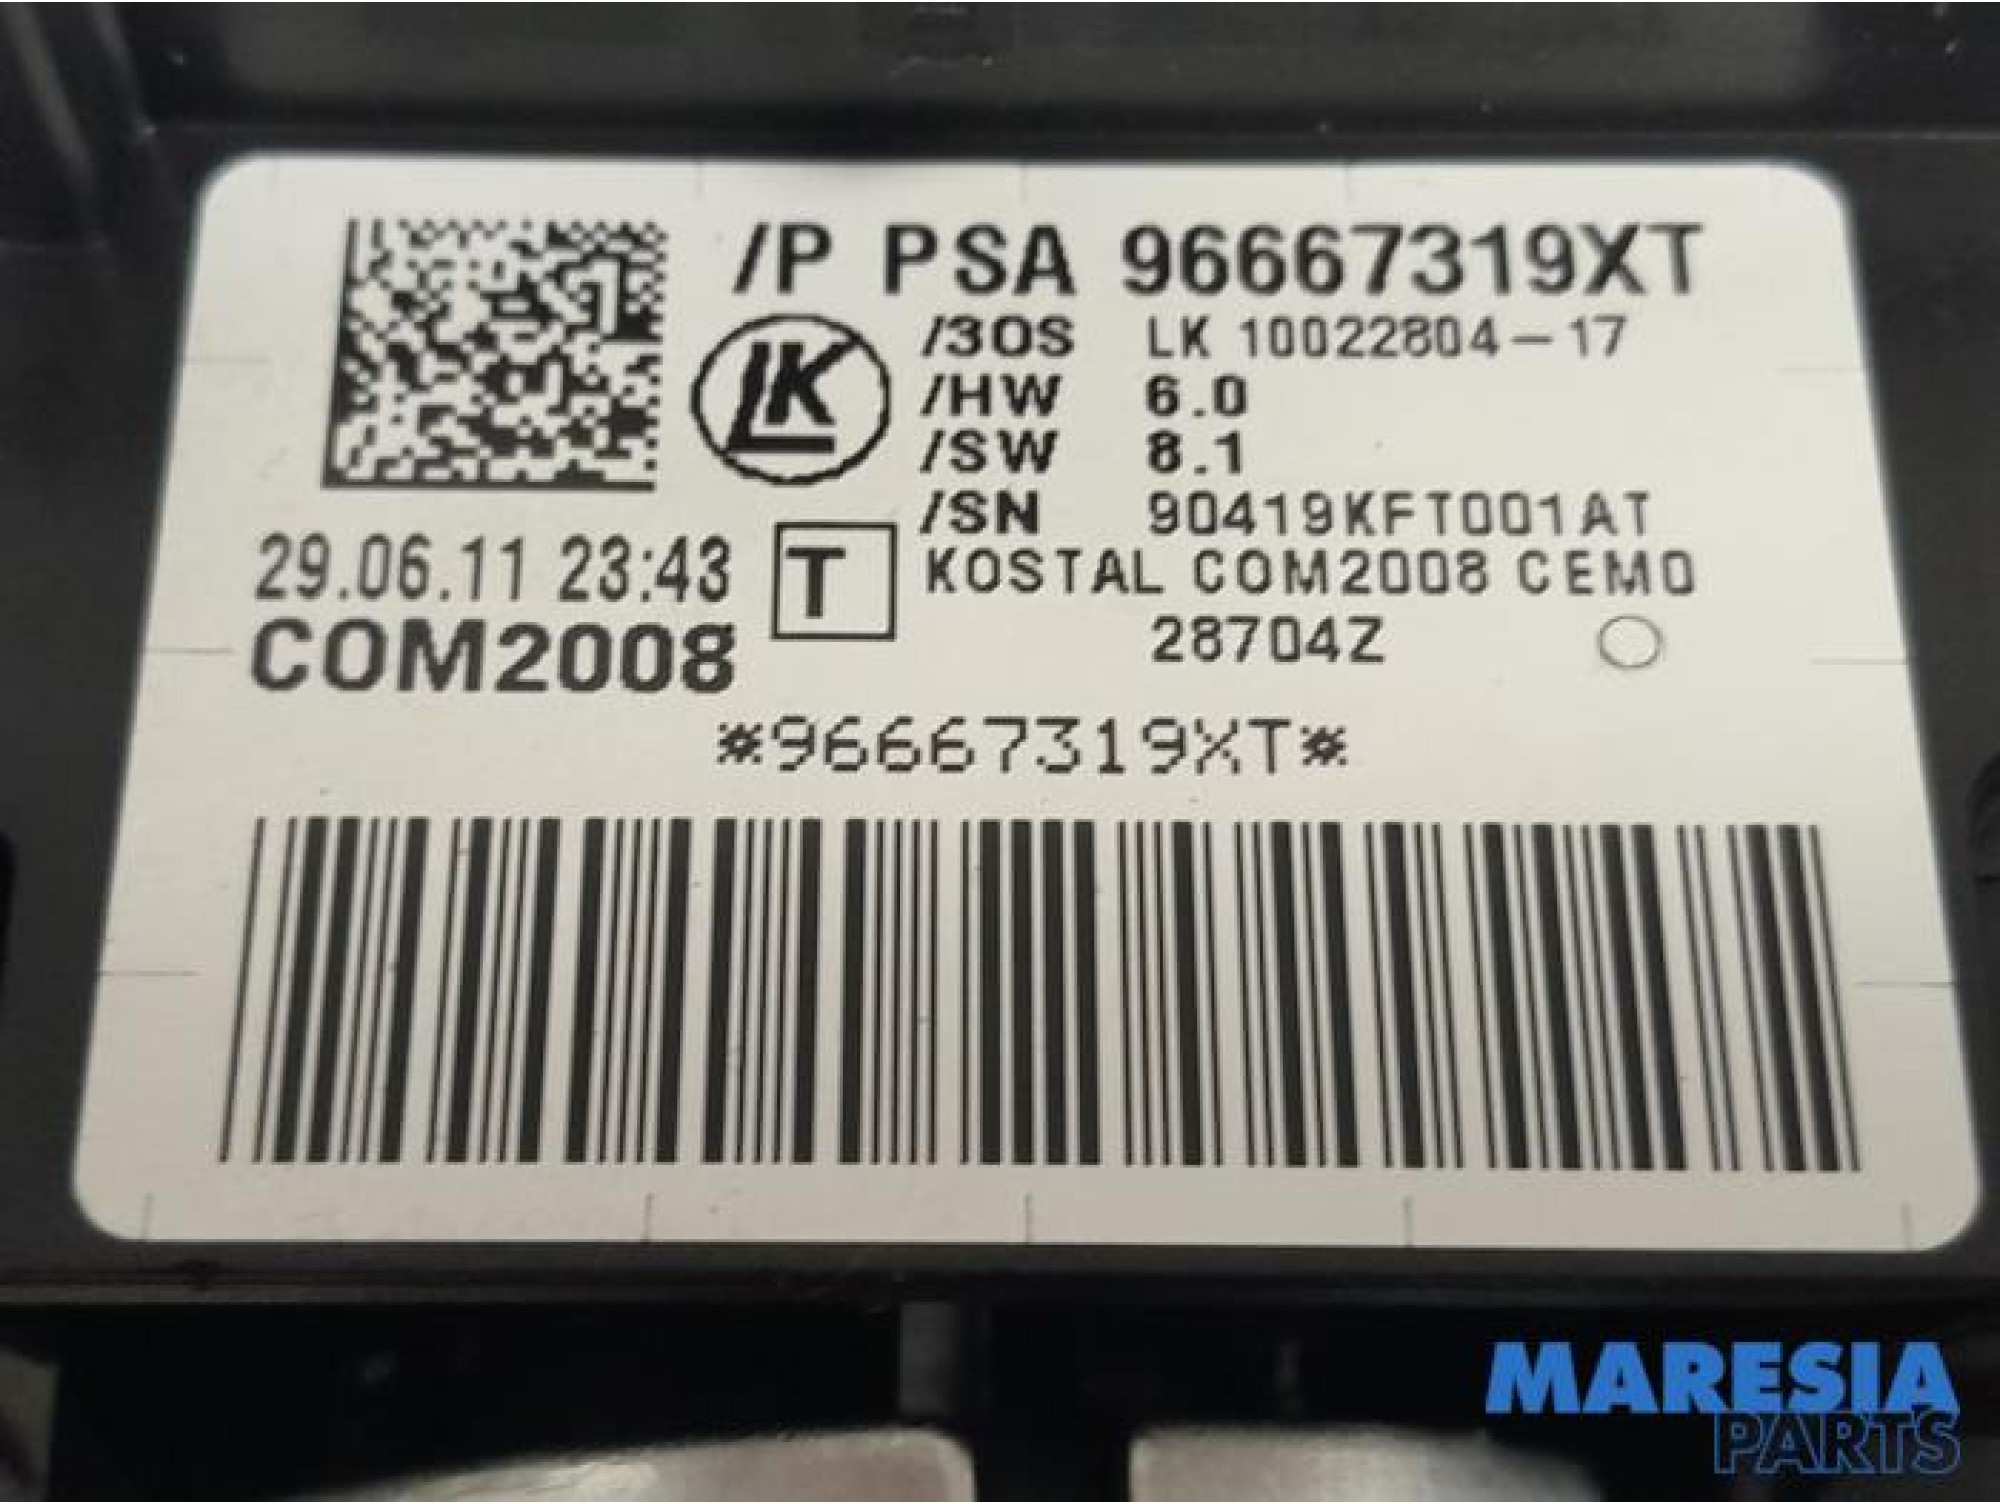 /P PSA 96667319XT
LK
/3OS LK 10022804-17
/HW 6.0
/SW 8.1
/SN 90419KFT001AT
29.06.11 23:43
T
KOSTAL COM2008 CEM0
COM2008
28704Z
*96667319XT*
MARESIA
PARTS